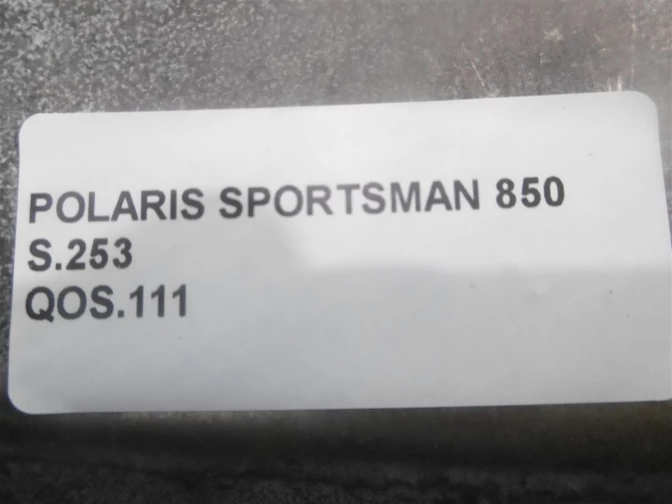 POLARIS SPORTSMAN 850
S.253
QOS.111